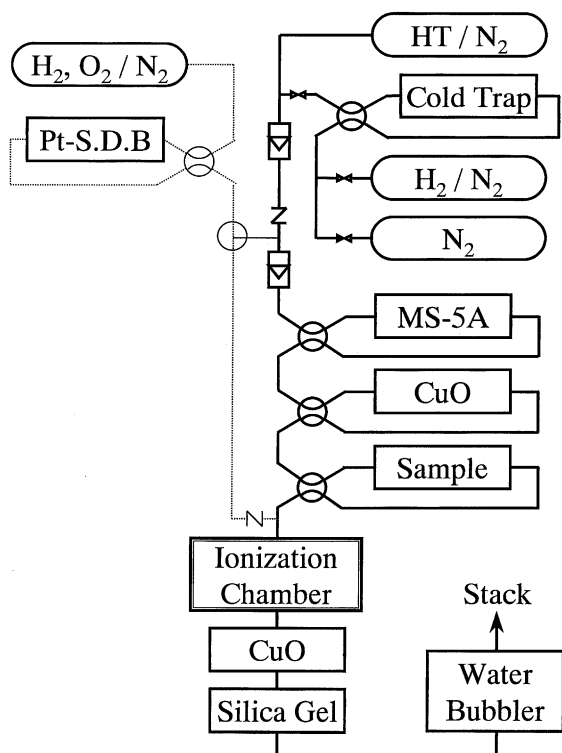 HT / N₂
H₂, O₂ / N₂
Cold Trap
Pt-S.D.B
H₂ / N₂
N₂
MS-5A
CuO
Sample
Ionization
Chamber
Stack
CuO
Water
Bubbler
Silica Gel